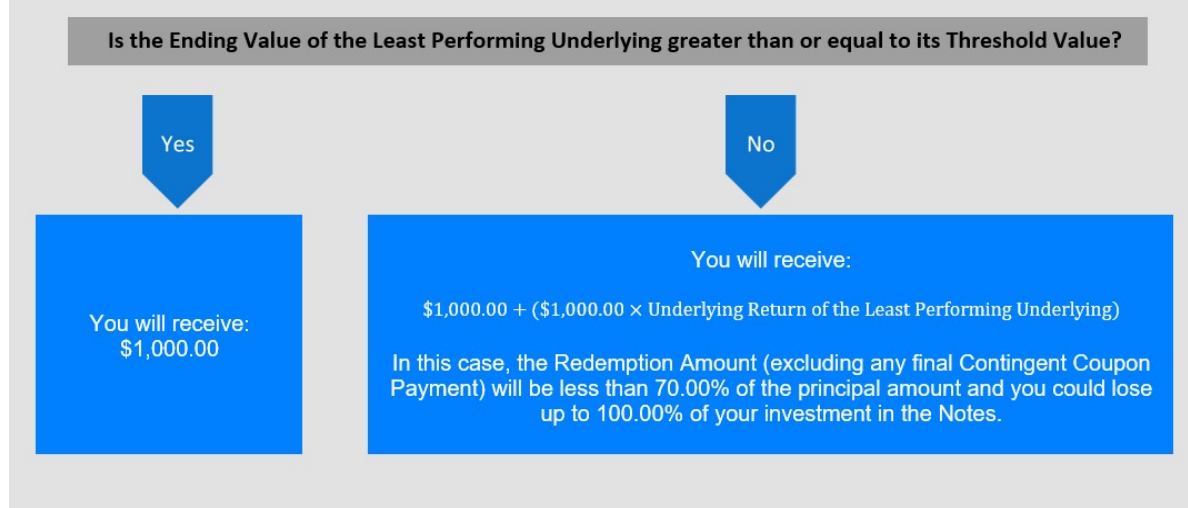 Is the Ending Value of the Least Performing Underlying greater than or equal to its Threshold Value?
Yes
No
You will receive:
$1,000.00
You will receive:
$1,000.00 + ($1,000.00 × Underlying Return of the Least Performing Underlying)
In this case, the Redemption Amount (excluding any final Contingent Coupon
Payment) will be less than 70.00% of the principal amount and you could lose
up to 100.00% of your investment in the Notes.